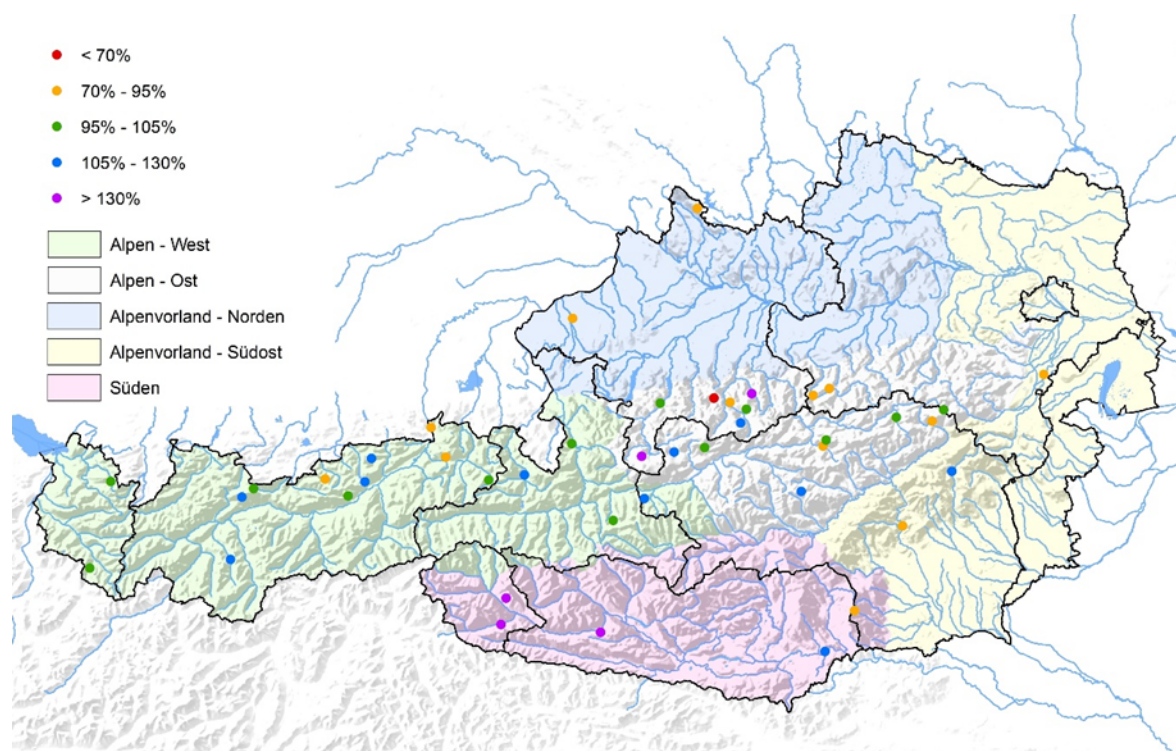 < 70%
70% - 95%
95% - 105%
105% - 130%
> 130%
Alpen - West
Alpen - Ost
Alpenvorland - Norden
Alpenvorland - Südost
Süden